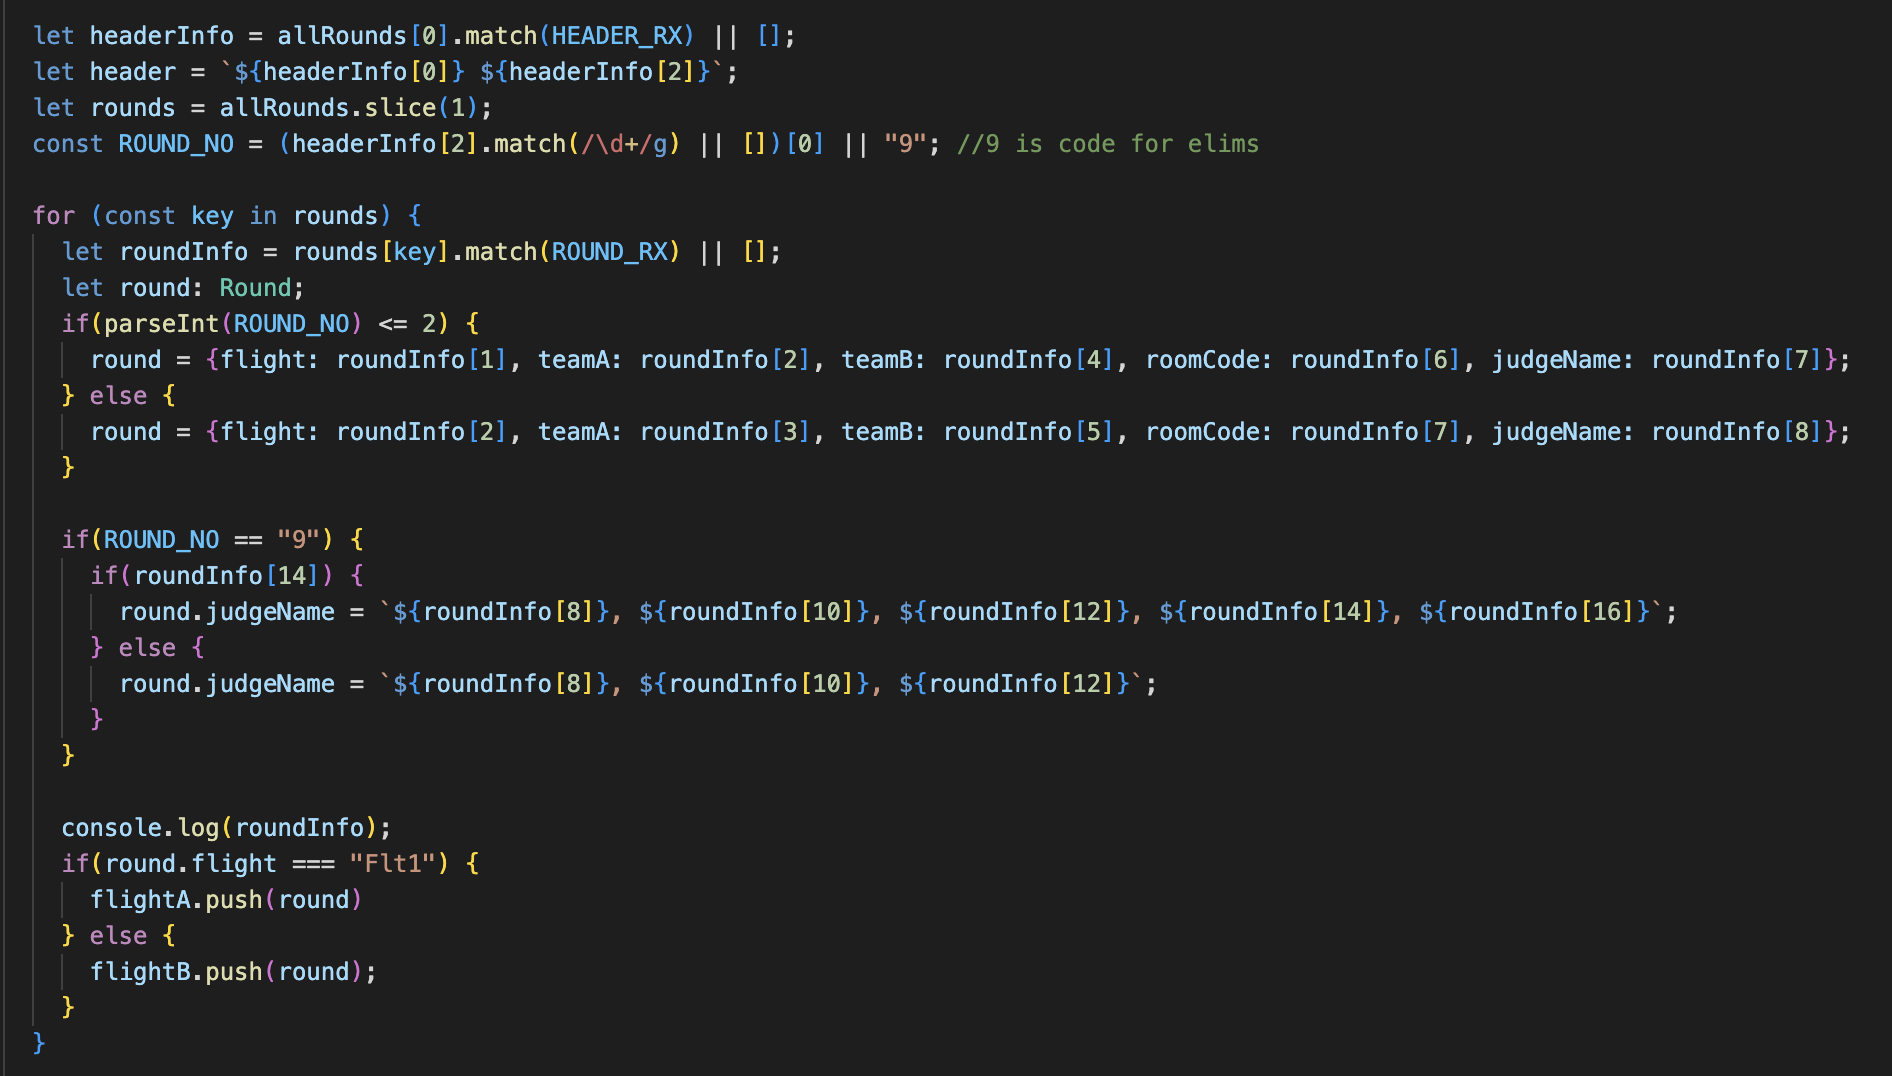 let headerInfo = allRounds[0].match(HEADER_RX) || [];
let header = `${headerInfo[0]} ${headerInfo[2]}`;
let rounds = allRounds.slice(1);
const ROUND_NO = (headerInfo[2].match(/\d+/g) || [])[0] || "9"; //9 is code for elims

for (const key in rounds) {
  let roundInfo = rounds[key].match(ROUND_RX) || [];
  let round: Round;
  if(parseInt(ROUND_NO) <= 2) {
    round = {flight: roundInfo[1], teamA: roundInfo[2], teamB: roundInfo[4], roomCode: roundInfo[6], judgeName: roundInfo[7]};
  } else {
    round = {flight: roundInfo[2], teamA: roundInfo[3], teamB: roundInfo[5], roomCode: roundInfo[7], judgeName: roundInfo[8]};
  }

  if(ROUND_NO == "9") {
    if(roundInfo[14]) {
      round.judgeName = `${roundInfo[8]}, ${roundInfo[10]}, ${roundInfo[12]}, ${roundInfo[14]}, ${roundInfo[16]}`;
    } else {
      round.judgeName = `${roundInfo[8]}, ${roundInfo[10]}, ${roundInfo[12]}`;
    }
  }

  console.log(roundInfo);
  if(round.flight === "Flt1") {
    flightA.push(round)
  } else {
    flightB.push(round);
  }
}